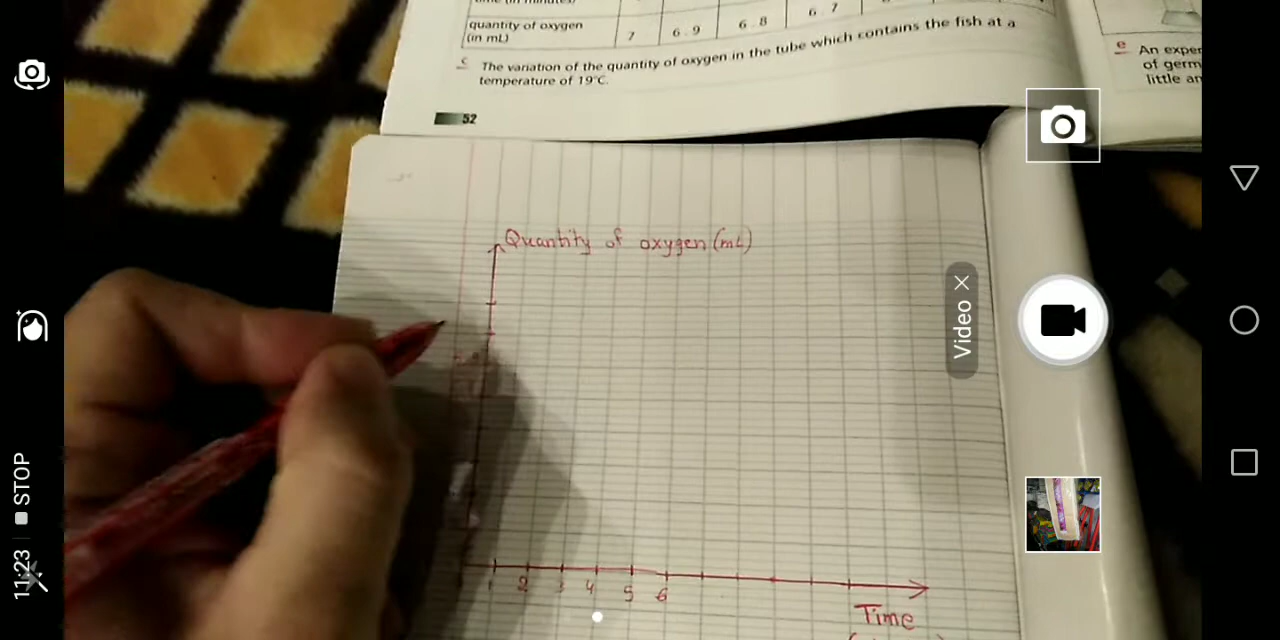 quantity of oxygen
(in mL)
7 6.9 6.8 6.7
c The variation of the quantity of oxygen in the tube which contains the fish at a
temperature of 19°C.
52
e An exper
of germ
little an
Quantity of oxygen (mL)
1 2 3 4 5 6
Time
Video ×
11:23 STOP